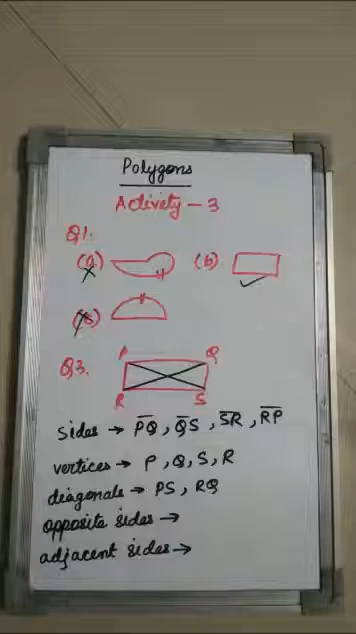 Polygons
Activity - 3
Q1.
(a) (b)
(c)
Q3. P Q
R S
sides → PQ, QS, SR, RP
vertices → P, Q, S, R
diagonals → PS, RQ
opposite sides →
adjacent sides →